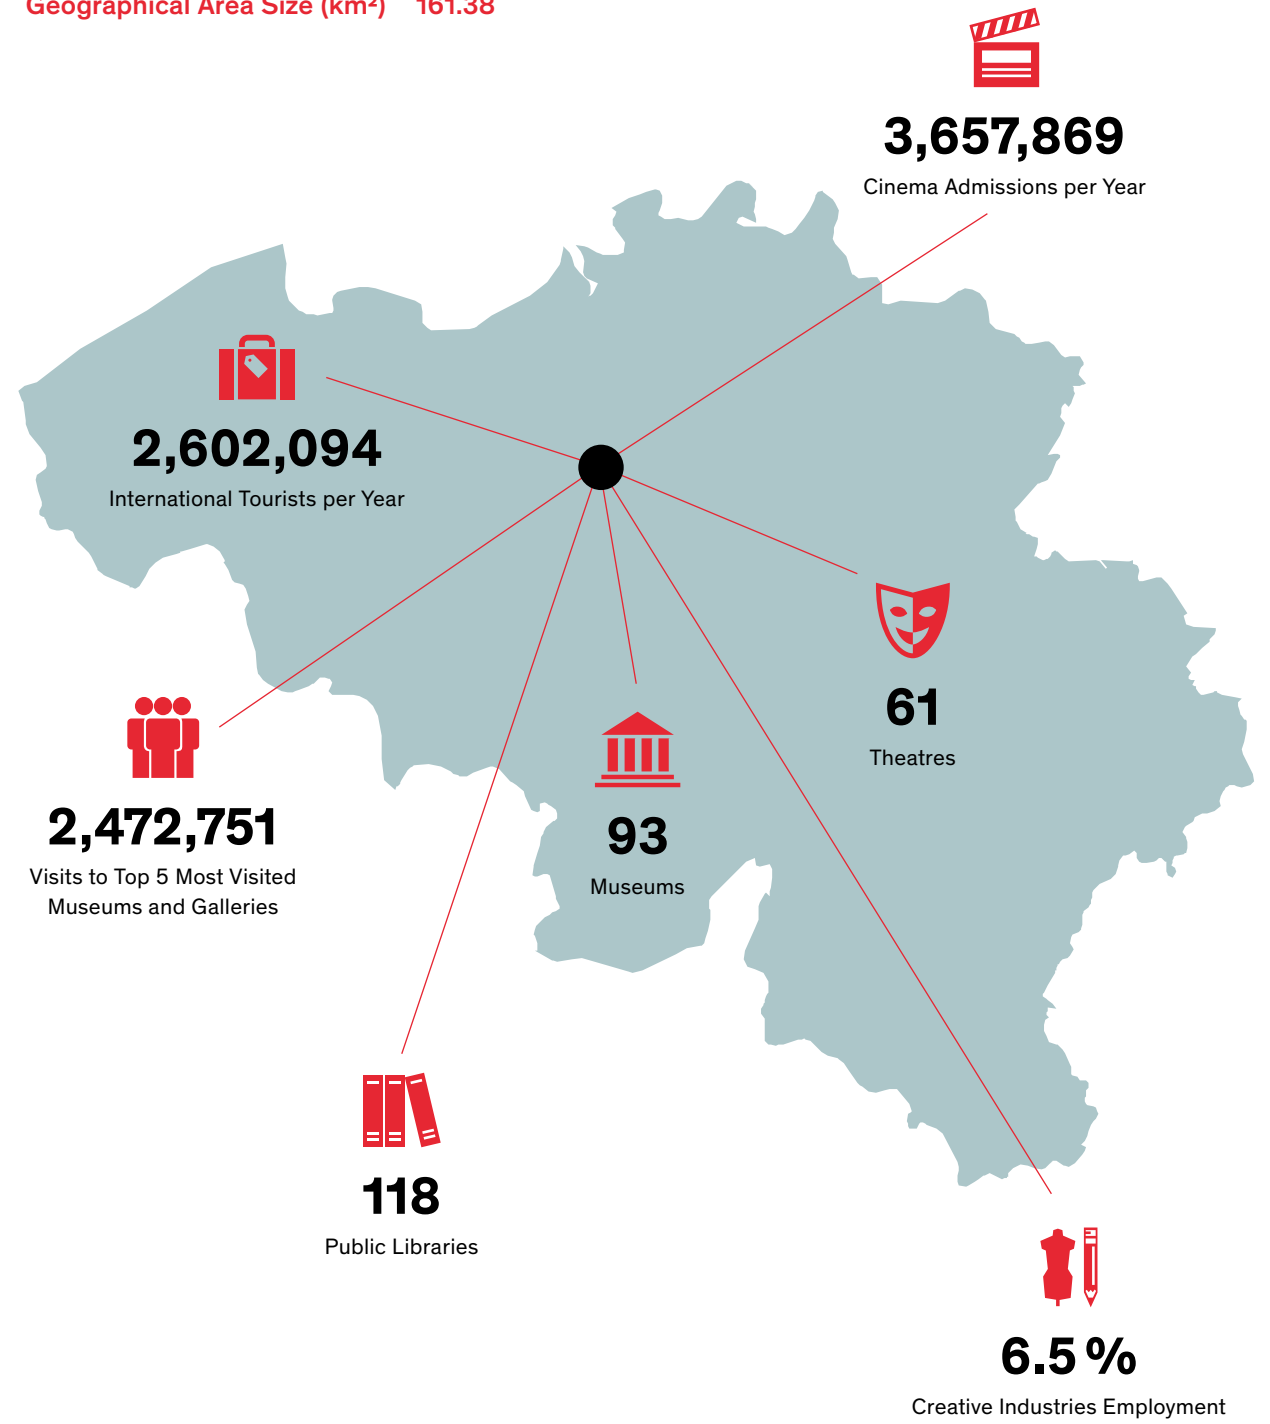 Geographical Area Size (km²) 161.38
3,657,869
Cinema Admissions per Year
2,602,094
International Tourists per Year
61
Theatres
2,472,751
Visits to Top 5 Most Visited
Museums and Galleries
93
Museums
118
Public Libraries
6.5 %
Creative Industries Employment